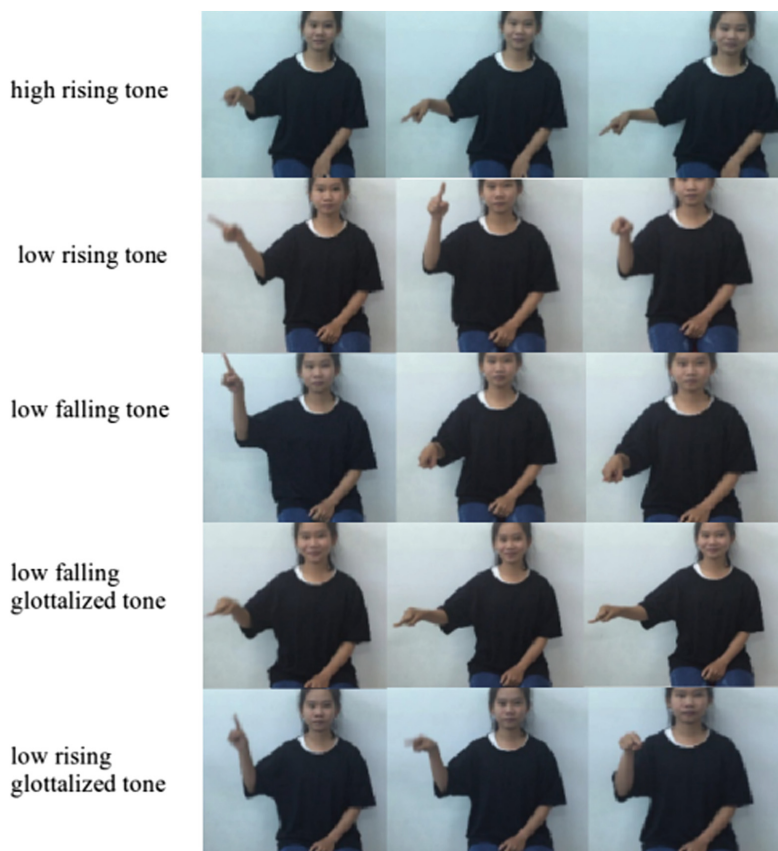 high rising tone
low rising tone
low falling tone
low falling
glottalized tone
low rising
glottalized tone